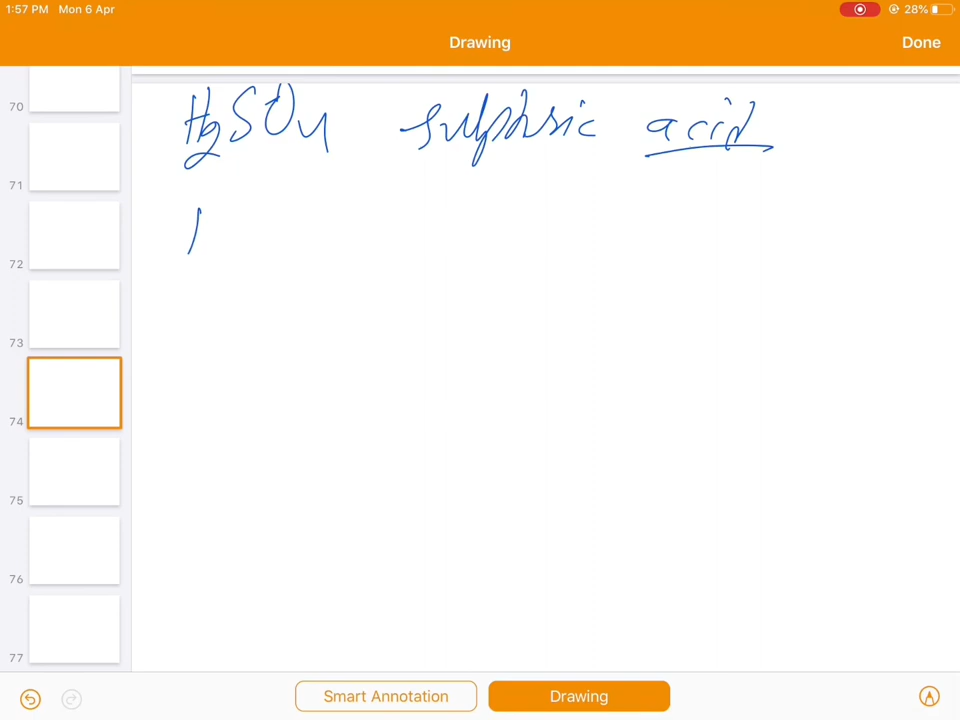 1:57 PM Mon 6 Apr 28%
Drawing
Done
70
71
72
73
74
75
76
77
H2SO4 sulphuric acid
Smart Annotation
Drawing